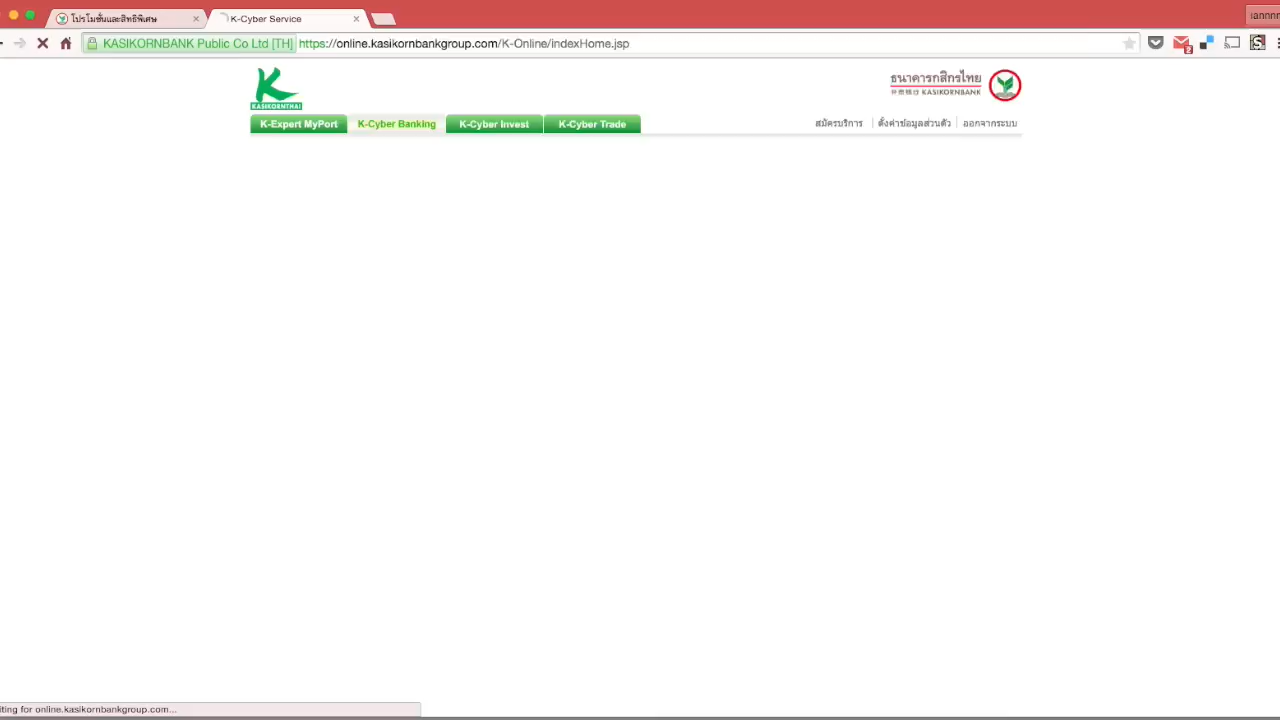 โปรโมชั่นและสิทธิพิเศษ
K-Cyber Service
KASIKORNBANK Public Co Ltd [TH] https://online.kasikornbankgroup.com/K-Online/indexHome.jsp
KASIKORNTHAI
ธนาคารกสิกรไทย
KASIKORNBANK
K-Expert MyPort K-Cyber Banking K-Cyber Invest K-Cyber Trade
สมัครบริการ ตั้งค่าข้อมูลส่วนตัว ออกจากระบบ
iting for online.kasikornbankgroup.com...